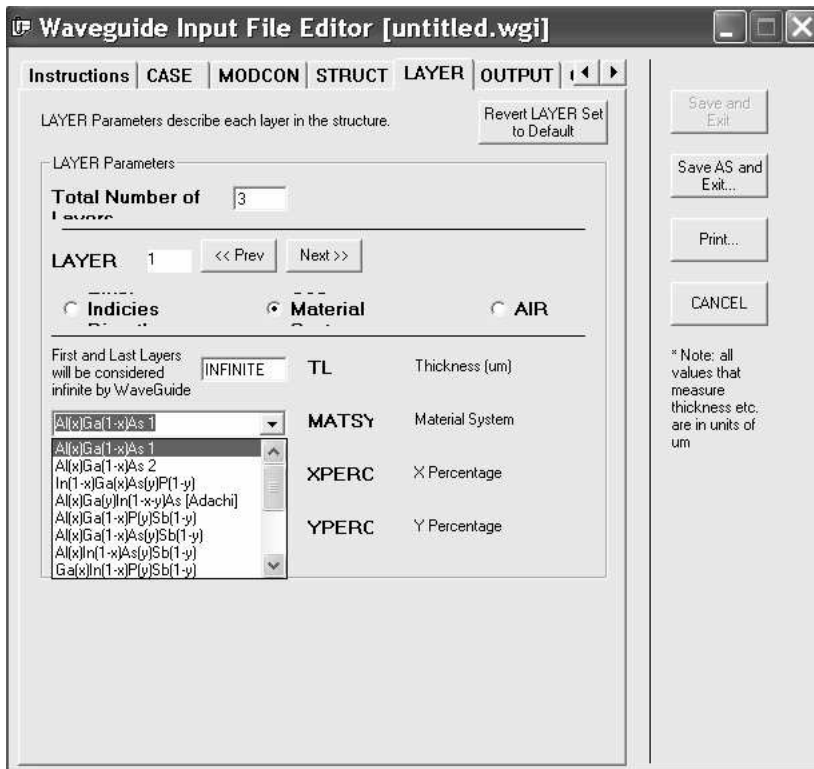 Waveguide Input File Editor [untitled.wgi]
Instructions CASE MODCON STRUCT LAYER OUTPUT
LAYER Parameters describe each layer in the structure.
Revert LAYER Set
to Default
LAYER Parameters
Total Number of
Layers
3
LAYER 1 << Prev Next >>
Indicies
Material
AIR
First and Last Layers
will be considered
infinite by WaveGuide
INFINITE TL Thickness (um)
Al(x)Ga(1-x)As 1 MATSY Material System
Al(x)Ga(1-x)As 1
Al(x)Ga(1-x)As 2
In(1-x)Ga(x)As(y)P(1-y)
Al(x)Ga(y)In(1-x-y)As [Adachi]
Al(x)Ga(1-x)P(y)Sb(1-y)
Al(x)Ga(1-x)As(y)Sb(1-y)
Al(x)In(1-x)As(y)Sb(1-y)
Ga(x)In(1-x)P(y)Sb(1-y)
XPERC X Percentage
YPERC Y Percentage
Save and
Exit
Save AS and
Exit...
Print...
CANCEL
* Note: all
values that
measure
thickness etc.
are in units of
um